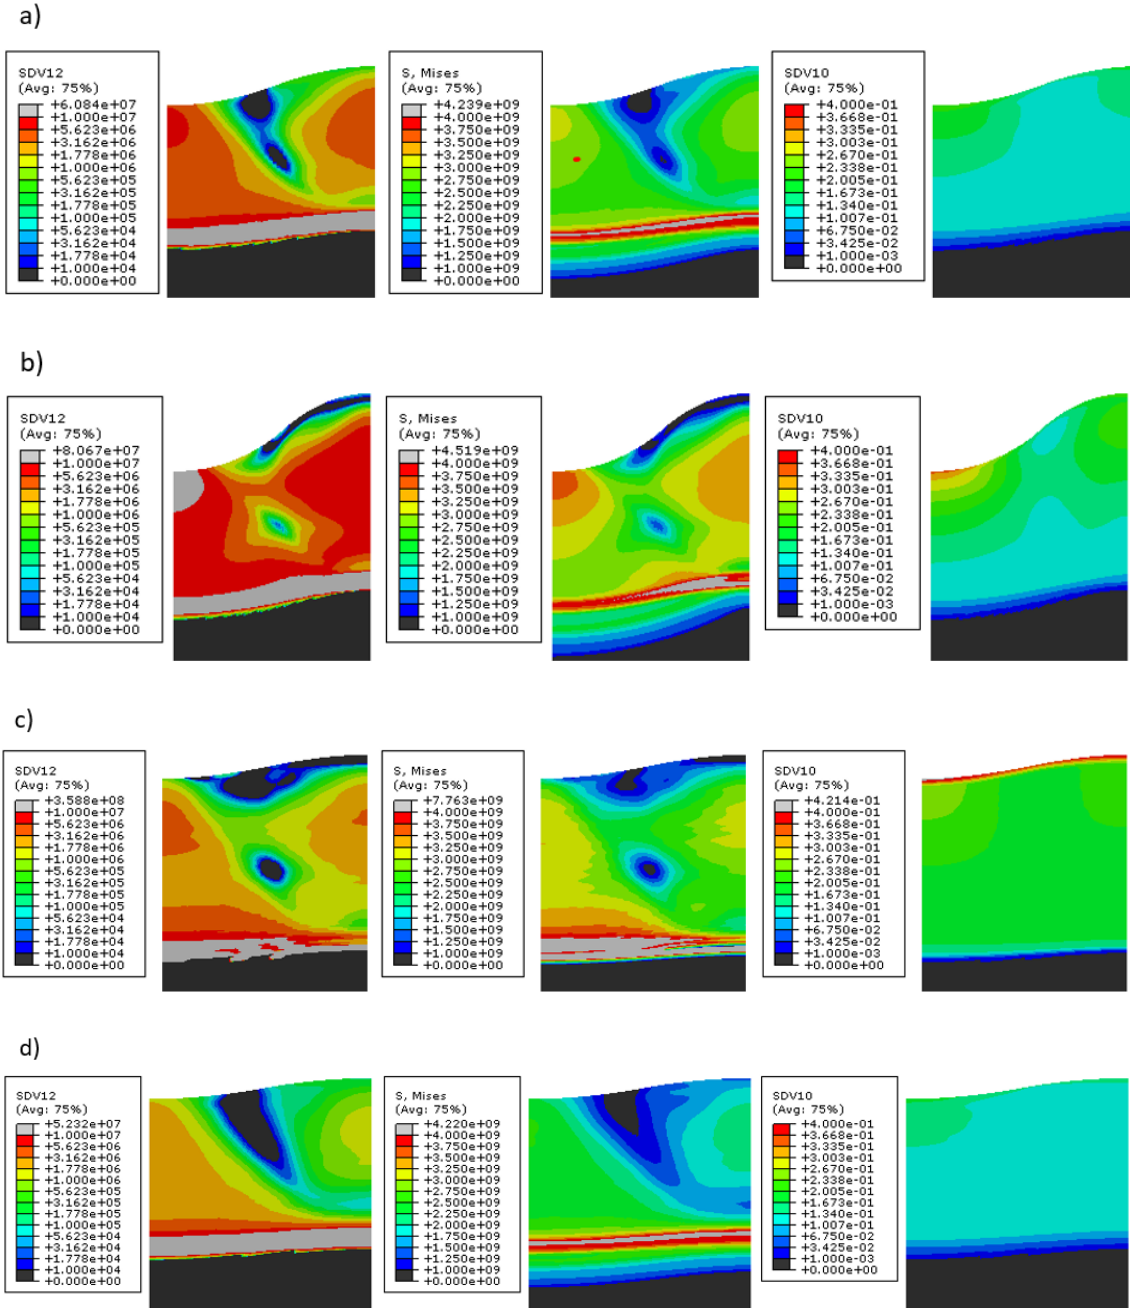 a)
SDV12
(Avg: 75%)
+6.084e+07
+1.000e+07
+5.623e+06
+3.162e+06
+1.778e+06
+1.000e+06
+5.623e+05
+3.162e+05
+1.778e+05
+1.000e+05
+5.623e+04
+3.162e+04
+1.778e+04
+1.000e+04
+0.000e+00
S, Mises
(Avg: 75%)
+4.239e+09
+4.000e+09
+3.750e+09
+3.500e+09
+3.250e+09
+3.000e+09
+2.750e+09
+2.500e+09
+2.250e+09
+2.000e+09
+1.750e+09
+1.500e+09
+1.250e+09
+1.000e+09
+0.000e+00
SDV10
(Avg: 75%)
+4.000e-01
+3.668e-01
+3.335e-01
+3.003e-01
+2.670e-01
+2.338e-01
+2.005e-01
+1.673e-01
+1.340e-01
+1.007e-01
+6.750e-02
+3.425e-02
+1.000e-03
+0.000e+00
b)
SDV12
(Avg: 75%)
+8.067e+07
+1.000e+07
+5.623e+06
+3.162e+06
+1.778e+06
+1.000e+06
+5.623e+05
+3.162e+05
+1.778e+05
+1.000e+05
+5.623e+04
+3.162e+04
+1.778e+04
+1.000e+04
+0.000e+00
S, Mises
(Avg: 75%)
+4.519e+09
+4.000e+09
+3.750e+09
+3.500e+09
+3.250e+09
+3.000e+09
+2.750e+09
+2.500e+09
+2.250e+09
+2.000e+09
+1.750e+09
+1.500e+09
+1.250e+09
+1.000e+09
+0.000e+00
SDV10
(Avg: 75%)
+4.000e-01
+3.668e-01
+3.335e-01
+3.003e-01
+2.670e-01
+2.338e-01
+2.005e-01
+1.673e-01
+1.340e-01
+1.007e-01
+6.750e-02
+3.425e-02
+1.000e-03
+0.000e+00
c)
SDV12
(Avg: 75%)
+3.588e+08
+1.000e+07
+5.623e+06
+3.162e+06
+1.778e+06
+1.000e+06
+5.623e+05
+3.162e+05
+1.778e+05
+1.000e+05
+5.623e+04
+3.162e+04
+1.778e+04
+1.000e+04
+0.000e+00
S, Mises
(Avg: 75%)
+7.763e+09
+4.000e+09
+3.750e+09
+3.500e+09
+3.250e+09
+3.000e+09
+2.750e+09
+2.500e+09
+2.250e+09
+2.000e+09
+1.750e+09
+1.500e+09
+1.250e+09
+1.000e+09
+0.000e+00
SDV10
(Avg: 75%)
+4.214e-01
+4.000e-01
+3.668e-01
+3.335e-01
+3.003e-01
+2.670e-01
+2.338e-01
+2.005e-01
+1.673e-01
+1.340e-01
+1.007e-01
+6.750e-02
+3.425e-02
+1.000e-03
+0.000e+00
d)
SDV12
(Avg: 75%)
+5.232e+07
+1.000e+07
+5.623e+06
+3.162e+06
+1.778e+06
+1.000e+06
+5.623e+05
+3.162e+05
+1.778e+05
+1.000e+05
+5.623e+04
+3.162e+04
+1.778e+04
+1.000e+04
+0.000e+00
S, Mises
(Avg: 75%)
+4.220e+09
+4.000e+09
+3.750e+09
+3.500e+09
+3.250e+09
+3.000e+09
+2.750e+09
+2.500e+09
+2.250e+09
+2.000e+09
+1.750e+09
+1.500e+09
+1.250e+09
+1.000e+09
+0.000e+00
SDV10
(Avg: 75%)
+4.000e-01
+3.668e-01
+3.335e-01
+3.003e-01
+2.670e-01
+2.338e-01
+2.005e-01
+1.673e-01
+1.340e-01
+1.007e-01
+6.750e-02
+3.425e-02
+1.000e-03
+0.000e+00